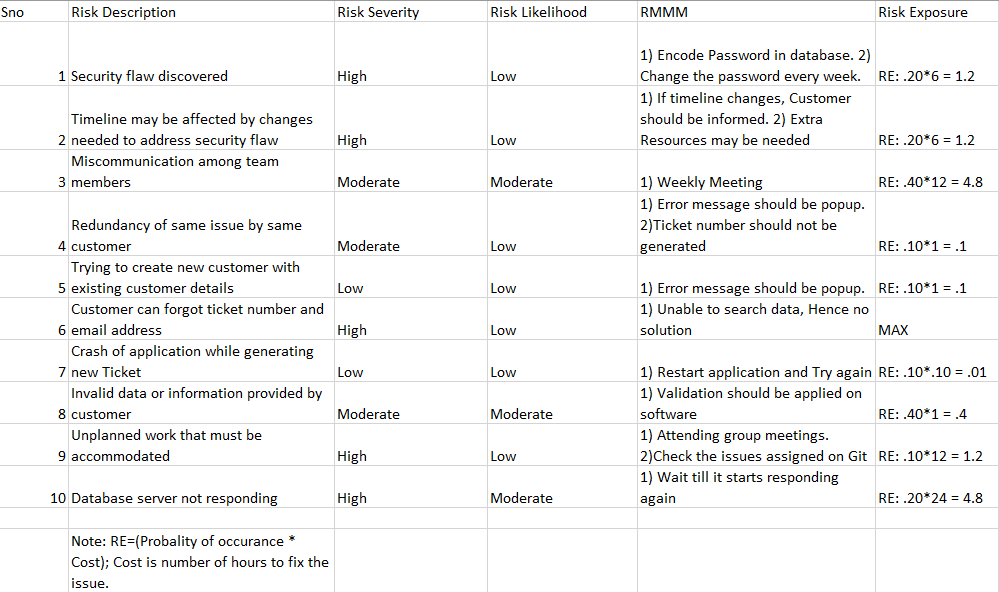 Sno Risk Description Risk Severity Risk Likelihood RMMM Risk Exposure
1) Encode Password in database. 2)
1 Security flaw discovered High Low Change the password every week. RE: .20*6 = 1.2
1) If timeline changes, Customer
Timeline may be affected by changes should be informed. 2) Extra
2 needed to address security flaw High Low Resources may be needed RE: .20*6 = 1.2
Miscommunication among team
3 members Moderate Moderate 1) Weekly Meeting RE: .40*12 = 4.8
1) Error message should be popup.
Redundancy of same issue by same 2)Ticket number should not be
4 customer Moderate Low generated RE: .10*1 = .1
Trying to create new customer with
5 existing customer details Low Low 1) Error message should be popup. RE: .10*1 = .1
Customer can forgot ticket number and 1) Unable to search data, Hence no
6 email address High Low solution MAX
Crash of application while generating
7 new Ticket Low Low 1) Restart application and Try again RE: .10*.10 = .01
Invalid data or information provided by 1) Validation should be applied on
8 customer Moderate Moderate software RE: .40*1 = .4
Unplanned work that must be 1) Attending group meetings.
9 accommodated High Low 2)Check the issues assigned on Git RE: .10*12 = 1.2
1) Wait till it starts responding
10 Database server not responding High Moderate again RE: .20*24 = 4.8
Note: RE=(Probality of occurance *
Cost); Cost is number of hours to fix the
issue.